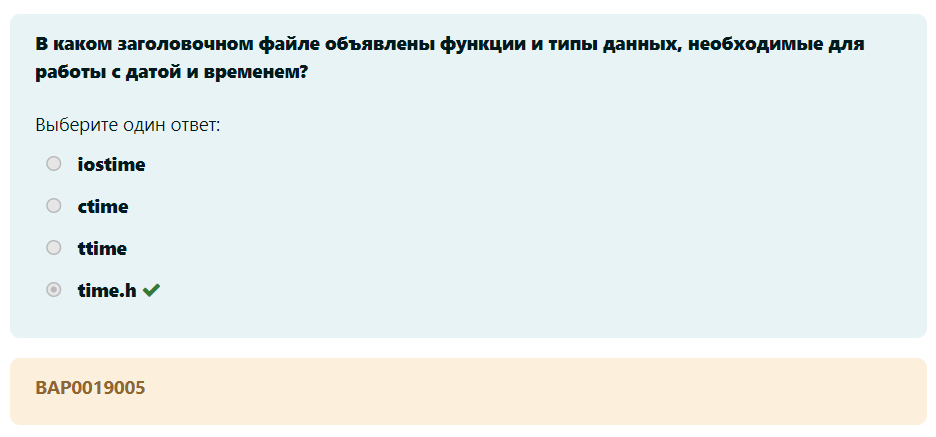 В каком заголовочном файле объявлены функции и типы данных, необходимые для
работы с датой и временем?
Выберите один ответ:
iostime
ctime
ttime
time.h
BAP0019005